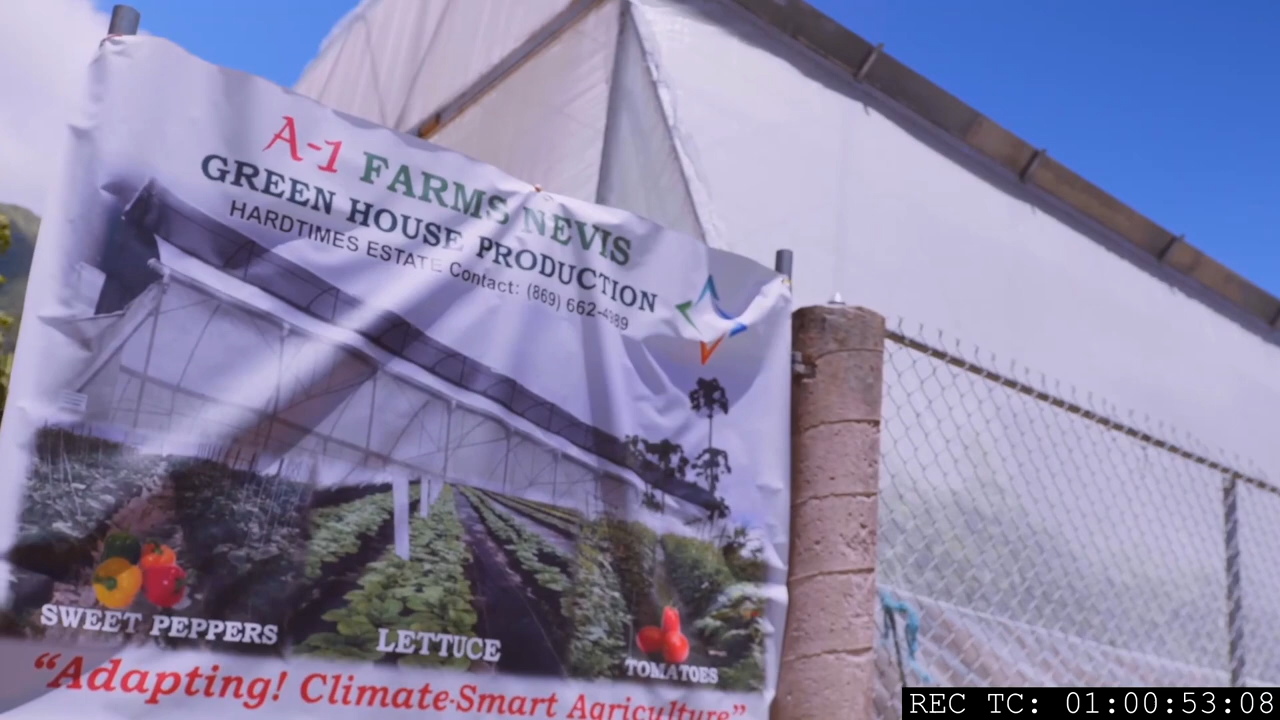 A-1 FARMS NEVIS
GREEN HOUSE PRODUCTION
HARDTIMES ESTATE Contact: (869) 662-4989
SWEET PEPPERS
LETTUCE
TOMATOES
“Adapting! Climate-Smart Agriculture”
REC TC: 01:00:53:08